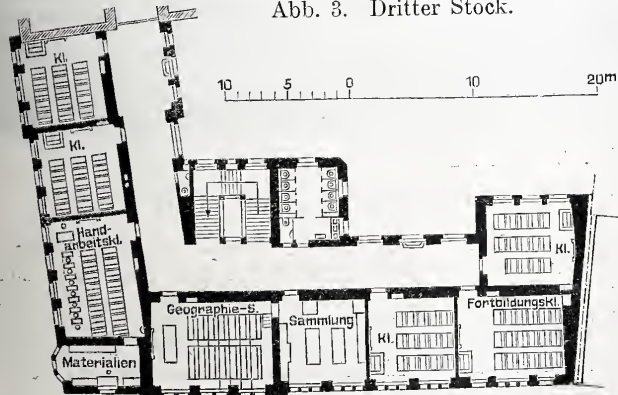 Abb. 3. Dritter Stock.
10 5 0 10 20m
Kl.
Kl.
Hand-
arbeitskl.
Materialien
Geographie-S.
Sammlung
Kl.
Fortbildungskl.
Kl.